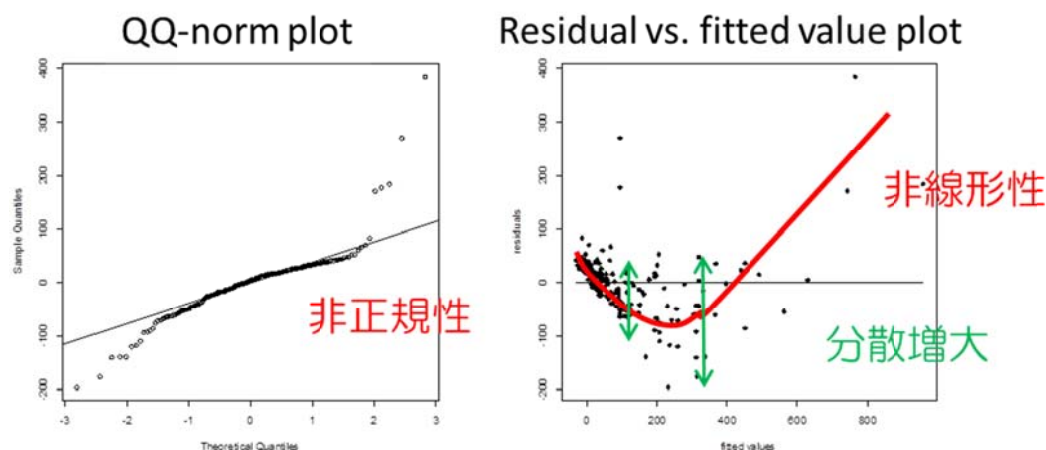 QQ-norm plot
Residual vs. fitted value plot
Sample Quantiles
400
300
200
100
0
-100
-200
-3
-2
-1
0
1
2
3
Theoretical Quantiles
非正規性
residuals
400
300
200
100
0
-100
-200
0
200
400
600
800
fitted values
非線形性
分散増大